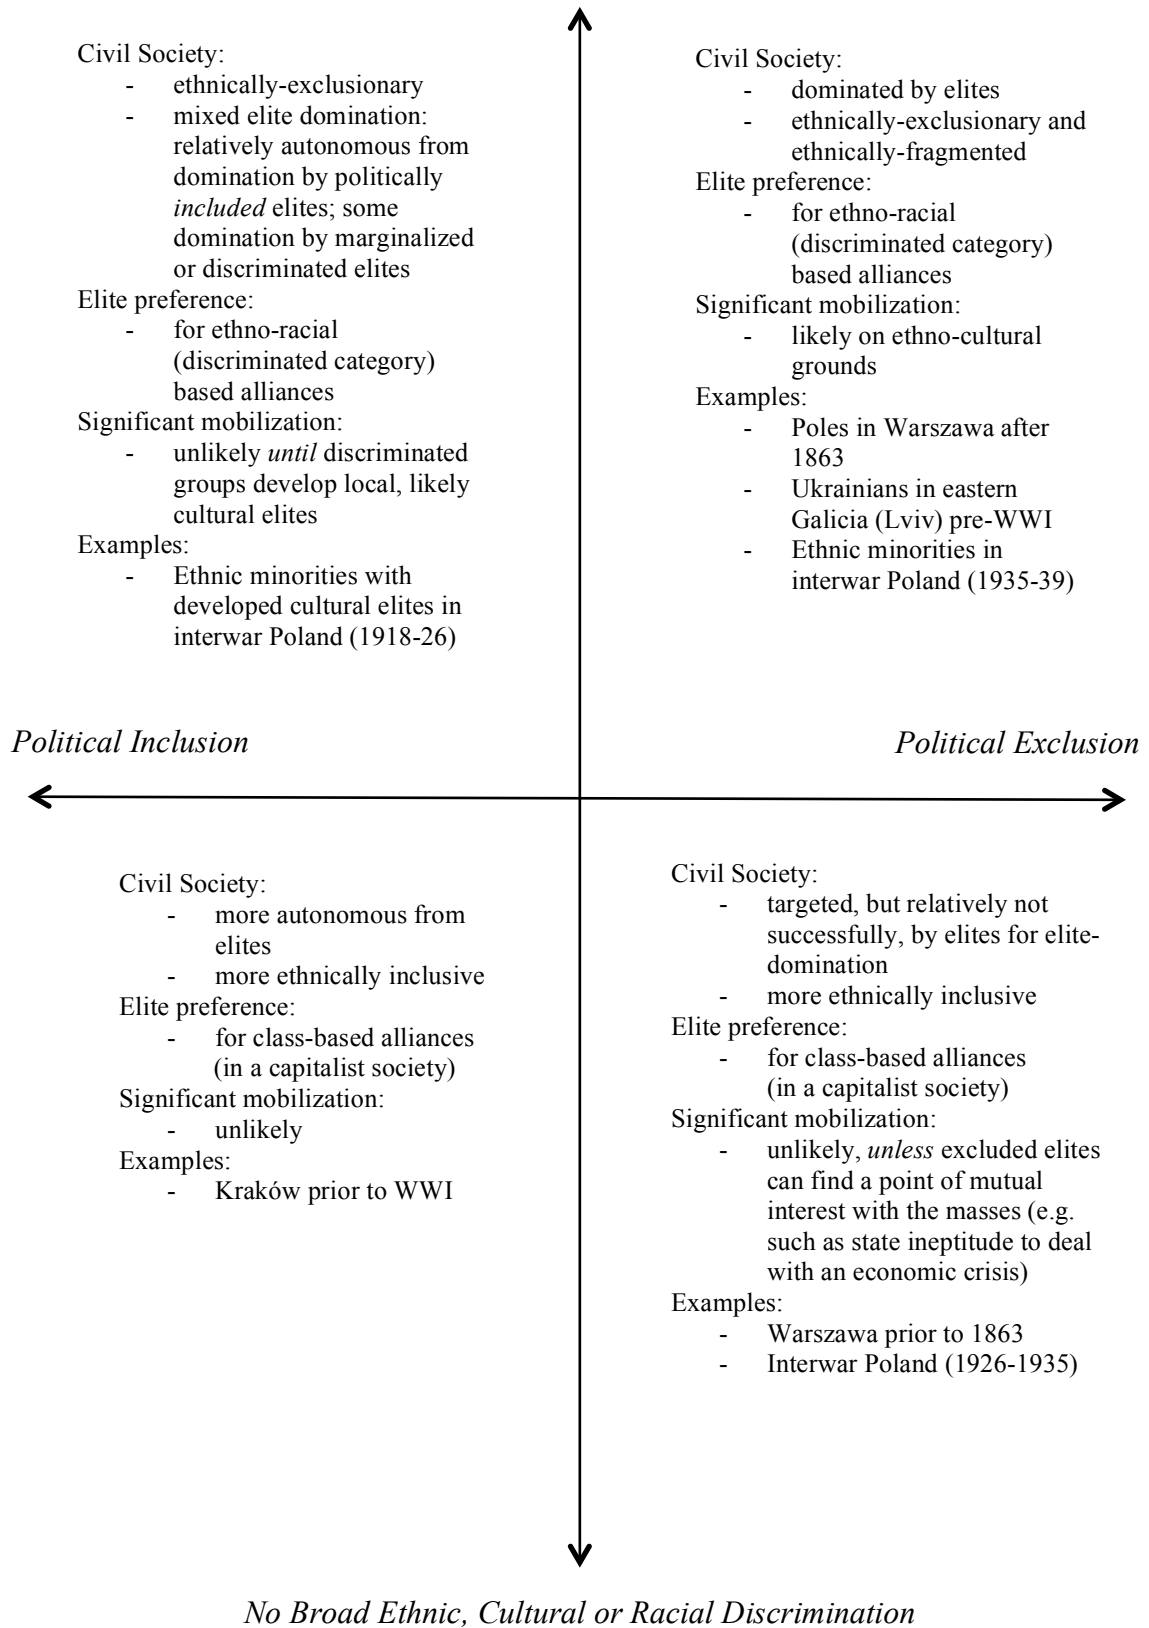 Civil Society:
- ethnically-exclusionary
- mixed elite domination:
relatively autonomous from
domination by politically
included elites; some
domination by marginalized
or discriminated elites
Elite preference:
- for ethno-racial
(discriminated category)
based alliances
Significant mobilization:
- unlikely until discriminated
groups develop local, likely
cultural elites
Examples:
- Ethnic minorities with
developed cultural elites in
interwar Poland (1918-26)
Civil Society:
- dominated by elites
- ethnically-exclusionary and
ethnically-fragmented
Elite preference:
- for ethno-racial
(discriminated category)
based alliances
Significant mobilization:
- likely on ethno-cultural
grounds
Examples:
- Poles in Warszawa after
1863
- Ukrainians in eastern
Galicia (Lviv) pre-WWI
- Ethnic minorities in
interwar Poland (1935-39)
Political Inclusion
Political Exclusion
Civil Society:
- more autonomous from
elites
- more ethnically inclusive
Elite preference:
- for class-based alliances
(in a capitalist society)
Significant mobilization:
- unlikely
Examples:
- Kraków prior to WWI
Civil Society:
- targeted, but relatively not
successfully, by elites for elite-
domination
- more ethnically inclusive
Elite preference:
- for class-based alliances
(in a capitalist society)
Significant mobilization:
- unlikely, unless excluded elites
can find a point of mutual
interest with the masses (e.g.
such as state ineptitude to deal
with an economic crisis)
Examples:
- Warszawa prior to 1863
- Interwar Poland (1926-1935)
No Broad Ethnic, Cultural or Racial Discrimination